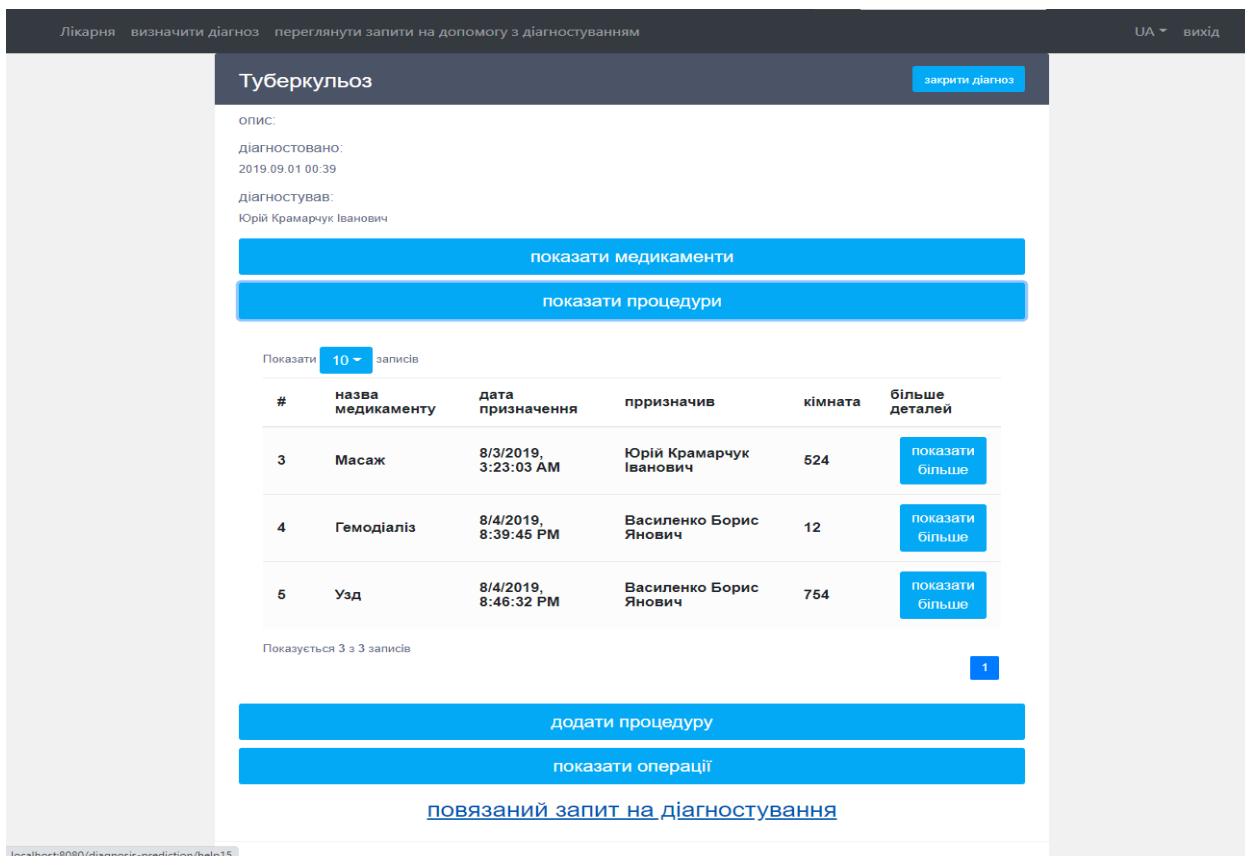 Лікарня визначити діагноз переглянути запити на допомогу з діагностуванням UA вихід
Туберкульоз закрити діагноз
опис:
діагностовано:
2019.09.01 00:39
діагностував:
Юрій Крамарчук Іванович
показати медикаменти
показати процедури
Показати 10 записів
# назва медикаменту дата призначення прризначив кімната більше деталей
3 Масаж 8/3/2019, 3:23:03 AM Юрій Крамарчук Іванович 524 показати більше
4 Гемодіаліз 8/4/2019, 8:39:45 PM Василенко Борис Янович 12 показати більше
5 Узд 8/4/2019, 8:46:32 PM Василенко Борис Янович 754 показати більше
Показується 3 з 3 записів
1
додати процедуру
показати операції
повязаний запит на діагностування
localhost:8080/diagnosis-prediction/help15